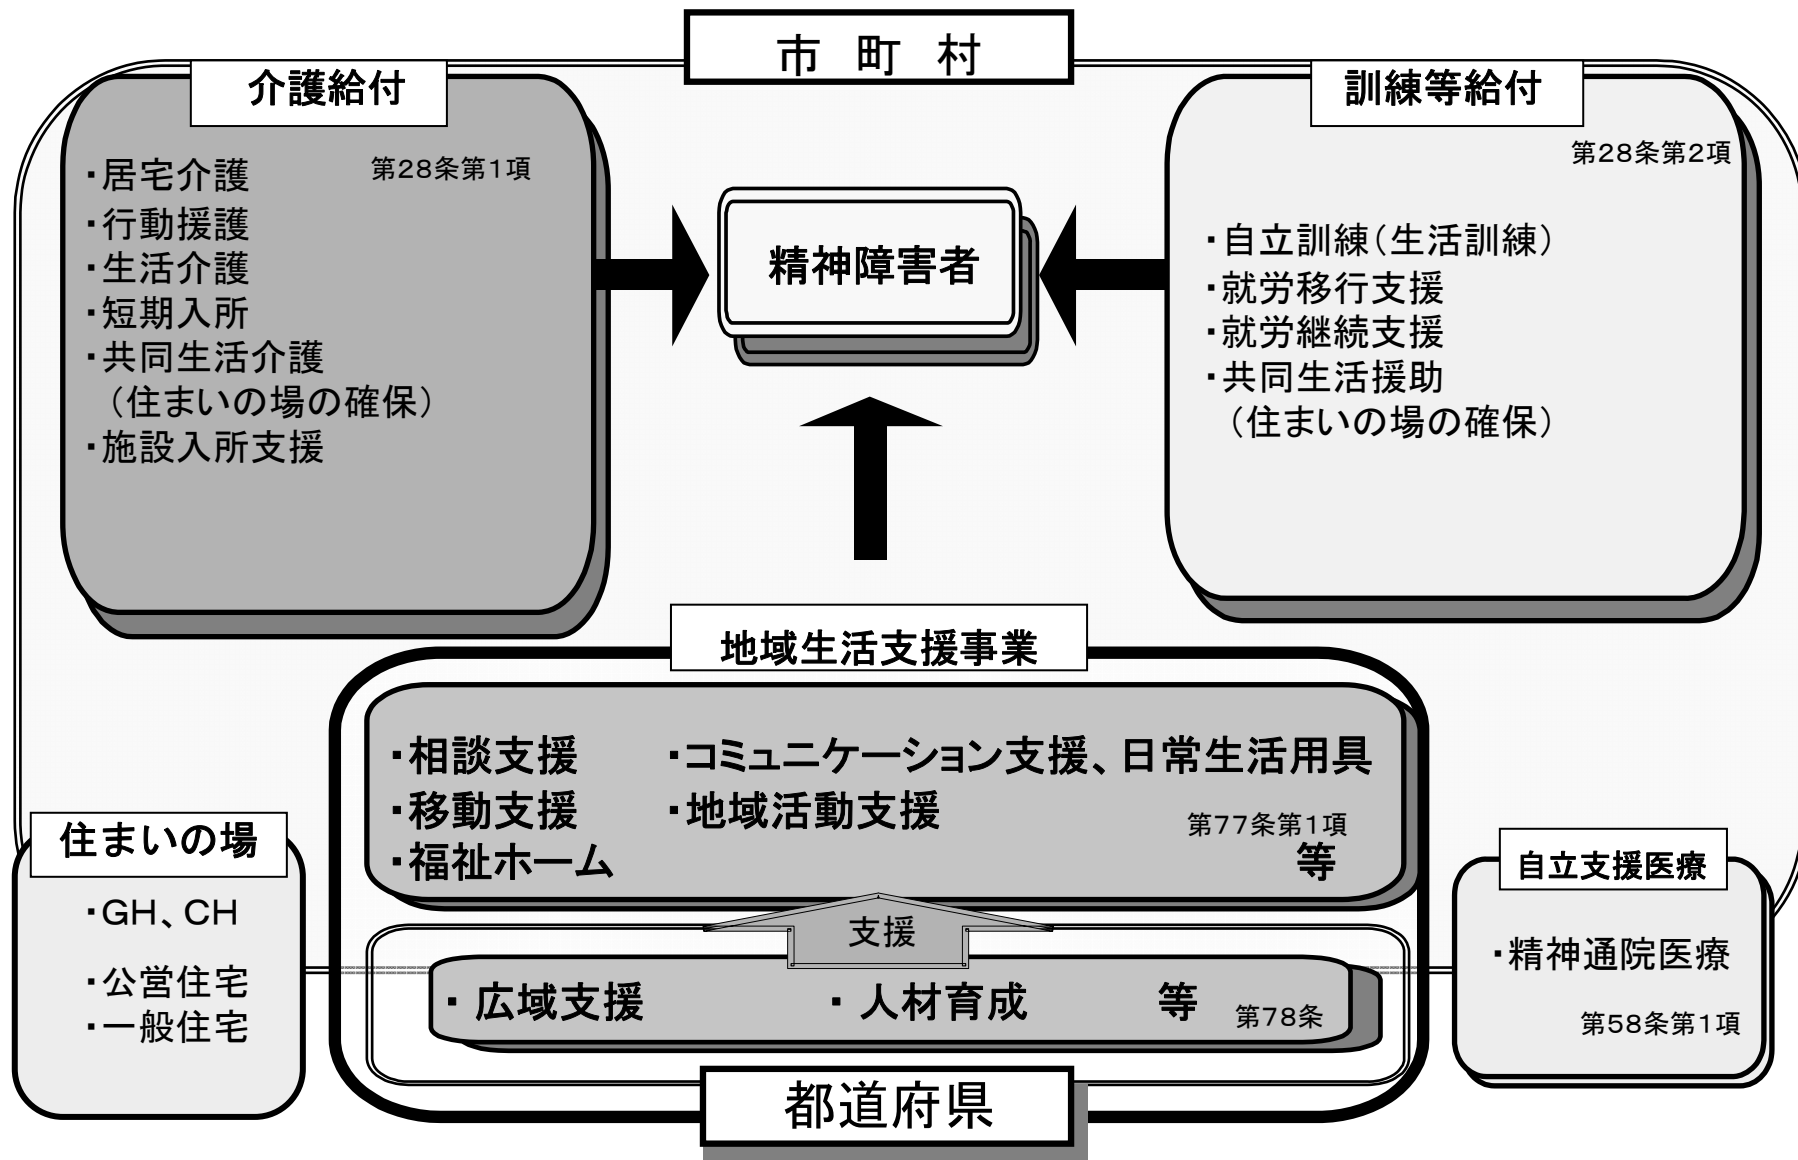 市 町 村
介護給付
第28条第1項
・居宅介護
・行動援護
・生活介護
・短期入所
・共同生活介護
（住まいの場の確保）
・施設入所支援
精神障害者
訓練等給付
第28条第2項
・自立訓練（生活訓練）
・就労移行支援
・就労継続支援
・共同生活援助
（住まいの場の確保）
地域生活支援事業
・相談支援　・コミュニケーション支援、日常生活用具
・移動支援　・地域活動支援
第77条第1項
・福祉ホーム　等
支援
・広域支援　・人材育成　等
第78条
都道府県
住まいの場
・GH、CH
・公営住宅
・一般住宅
自立支援医療
・精神通院医療
第58条第1項